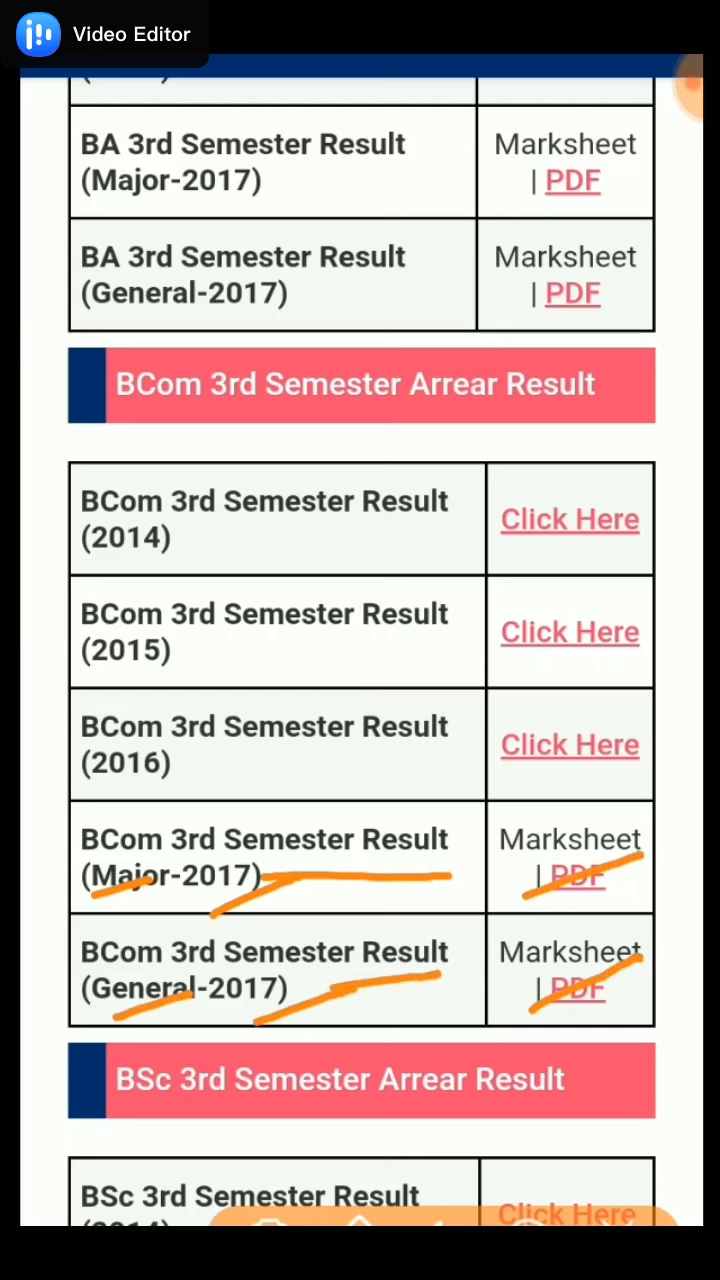 Video Editor
BA 3rd Semester Result
(Major-2017)
Marksheet
| PDF
BA 3rd Semester Result
(General-2017)
Marksheet
| PDF
BCom 3rd Semester Arrear Result
BCom 3rd Semester Result
(2014)
Click Here
BCom 3rd Semester Result
(2015)
Click Here
BCom 3rd Semester Result
(2016)
Click Here
BCom 3rd Semester Result
(Major-2017)
Marksheet
| PDF
BCom 3rd Semester Result
(General-2017)
Marksheet
| PDF
BSc 3rd Semester Arrear Result
BSc 3rd Semester Result
Click Here